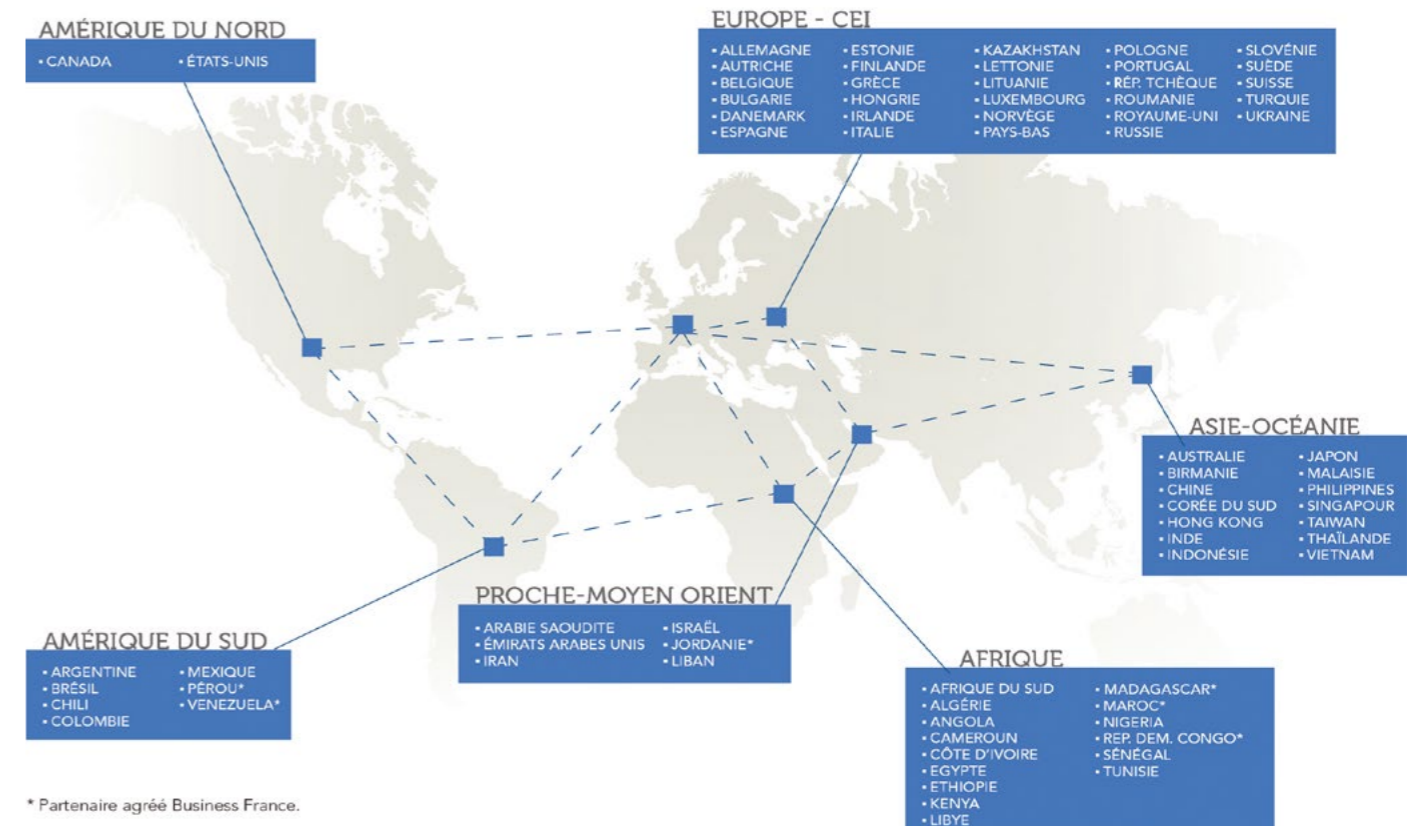 AMÉRIQUE DU NORD
▪ CANADA
▪ ÉTATS-UNIS
EUROPE - CEI
▪ ALLEMAGNE
▪ AUTRICHE
▪ BELGIQUE
▪ BULGARIE
▪ DANEMARK
▪ ESPAGNE
▪ ESTONIE
▪ FINLANDE
▪ GRÈCE
▪ HONGRIE
▪ IRLANDE
▪ ITALIE
▪ KAZAKHSTAN
▪ LETTONIE
▪ LITUANIE
▪ LUXEMBOURG
▪ NORVÈGE
▪ PAYS-BAS
▪ POLOGNE
▪ PORTUGAL
▪ RÉP. TCHÈQUE
▪ ROUMANIE
▪ ROYAUME-UNI
▪ RUSSIE
▪ SLOVÉNIE
▪ SUÈDE
▪ SUISSE
▪ TURQUIE
▪ UKRAINE
ASIE-OCÉANIE
▪ AUSTRALIE
▪ BIRMANIE
▪ CHINE
▪ CORÉE DU SUD
▪ HONG KONG
▪ INDE
▪ INDONÉSIE
▪ JAPON
▪ MALAISIE
▪ PHILIPPINES
▪ SINGAPOUR
▪ TAIWAN
▪ THAÏLANDE
▪ VIETNAM
PROCHE-MOYEN ORIENT
▪ ARABIE SAOUDITE
▪ ÉMIRATS ARABES UNIS
▪ IRAN
▪ ISRAËL
▪ JORDANIE*
▪ LIBAN
AMÉRIQUE DU SUD
▪ ARGENTINE
▪ BRÉSIL
▪ CHILI
▪ COLOMBIE
▪ MEXIQUE
▪ PÉROU*
▪ VENEZUELA*
AFRIQUE
▪ AFRIQUE DU SUD
▪ ALGÉRIE
▪ ANGOLA
▪ CAMEROUN
▪ CÔTE D'IVOIRE
▪ EGYPTE
▪ ETHIOPIE
▪ KENYA
▪ LIBYE
▪ MADAGASCAR*
▪ MAROC*
▪ NIGERIA
▪ REP. DEM. CONGO*
▪ SÉNÉGAL
▪ TUNISIE
* Partenaire agréé Business France.